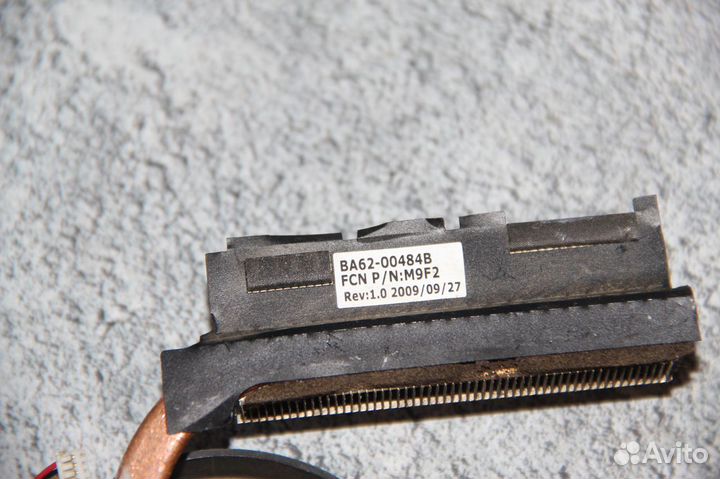 BA62-00484B
FCN P/N:M9F2
Rev:1.0 2009/09/27
Avito